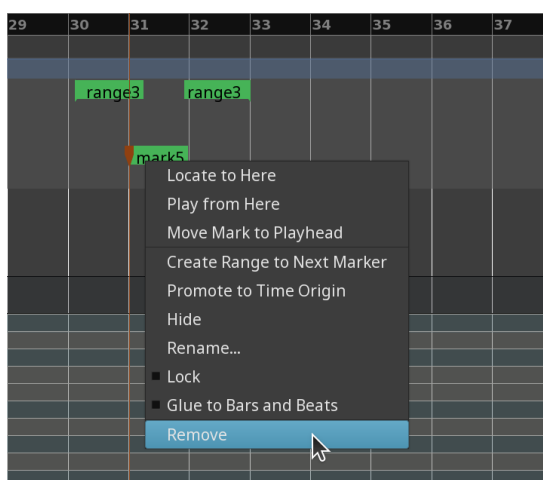 29 30 31 32 33 34 35 36 37
range3 range3
mark5
Locate to Here
Play from Here
Move Mark to Playhead
Create Range to Next Marker
Promote to Time Origin
Hide
Rename...
Lock
Glue to Bars and Beats
Remove